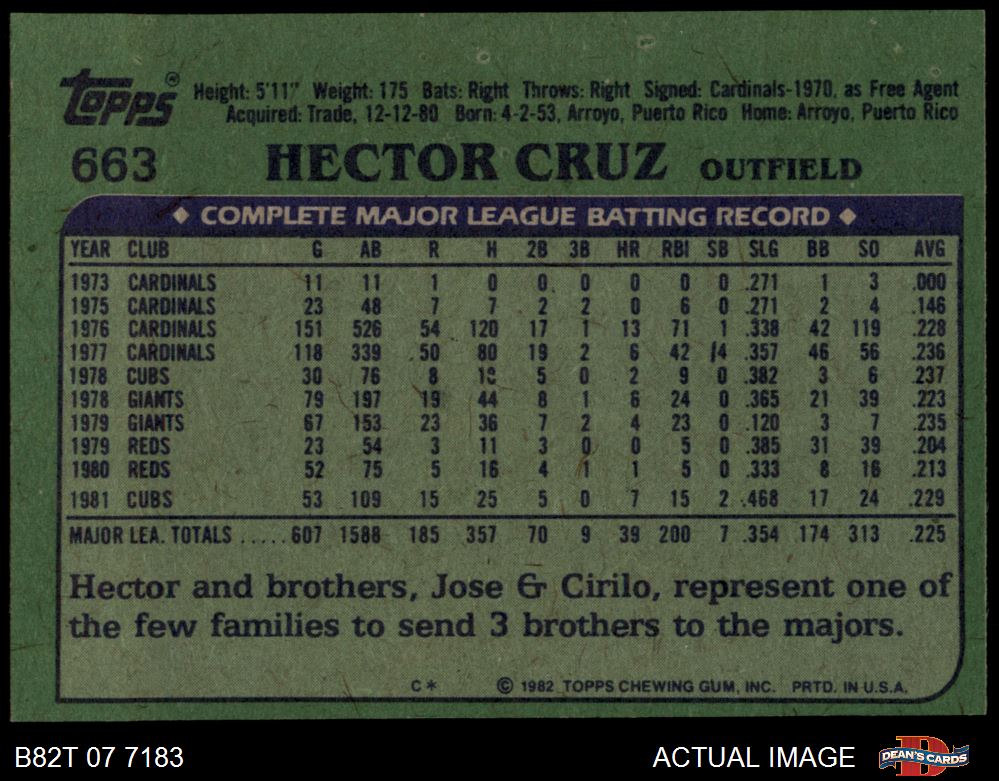 Topps® Height: 5'11" Weight: 175 Bats: Right Throws: Right Signed: Cardinals-1970, as Free Agent
Acquired: Trade, 12-12-80 Born: 4-2-53, Arroyo, Puerto Rico Home: Arroyo, Puerto Rico
663 HECTOR CRUZ OUTFIELD
◆ COMPLETE MAJOR LEAGUE BATTING RECORD ◆
YEAR CLUB G AB R H 2B 3B HR RBI SB SLG BB SO AVG
1973 CARDINALS 11 11 1 0 0 0 0 0 0 .271 1 3 .000
1975 CARDINALS 23 48 7 7 2 2 0 6 0 .271 2 4 .146
1976 CARDINALS 151 526 54 120 17 1 13 71 1 .338 42 119 .228
1977 CARDINALS 118 339 50 80 19 2 6 42 4 .357 46 56 .236
1978 CUBS 30 76 8 18 5 0 2 9 0 .382 3 6 .237
1978 GIANTS 79 197 19 44 8 1 6 24 0 .365 21 39 .223
1979 GIANTS 67 153 23 36 7 2 4 23 0 .120 3 7 .235
1979 REDS 23 54 3 11 3 0 0 5 0 .385 31 39 .204
1980 REDS 52 75 5 16 4 1 1 5 0 .333 8 16 .213
1981 CUBS 53 109 15 25 5 0 7 15 2 .468 17 24 .229
MAJOR LEA. TOTALS .....607 1588 185 357 70 9 39 200 7 .354 174 313 .225
Hector and brothers, Jose & Cirilo, represent one of
the few families to send 3 brothers to the majors.
C* © 1982 TOPPS CHEWING GUM, INC. PRTD. IN U.S.A.
B82T 07 7183 ACTUAL IMAGE DEAN'S CARDS